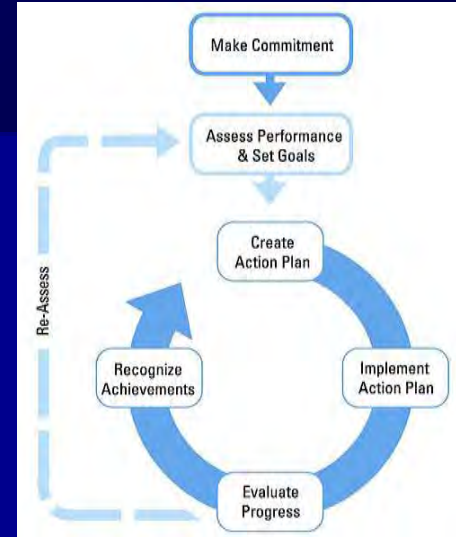 Make Commitment
Assess Performance
& Set Goals
Create
Action Plan
Implement
Action Plan
Evaluate
Progress
Recognize
Achievements
Re-Assess